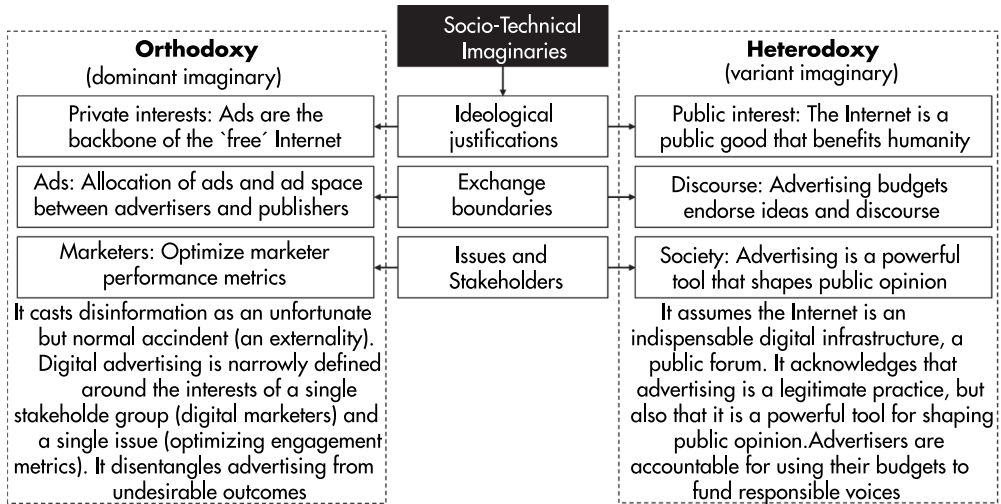 Socio-Technical
Imaginaries
Orthodoxy
(dominant imaginary)
Private interests: Ads are the
backbone of the `free´ Internet
Ads: Allocation of ads and ad space
between advertisers and publishers
Marketers: Optimize marketer
performance metrics
It casts disinformation as an unfortunate
but normal accindent (an externality).
Digital advertising is narrowly defined
around the interests of a single
stakeholde group (digital marketers) and
a single issue (optimizing engagement
metrics). It disentangles advertising from
undesirable outcomes
Ideological
justifications
Exchange
boundaries
Issues and
Stakeholders
Heterodoxy
(variant imaginary)
Public interest: The Internet is a
public good that benefits humanity
Discourse: Advertising budgets
endorse ideas and discourse
Society: Advertising is a powerful
tool that shapes public opinion
It assumes the Internet is an
indispensable digital infrastructure, a
public forum. It acknowledges that
advertising is a legitimate practice, but
also that it is a powerful tool for shaping
public opinion.Advertisers are
accountable for using their budgets to
fund responsible voices